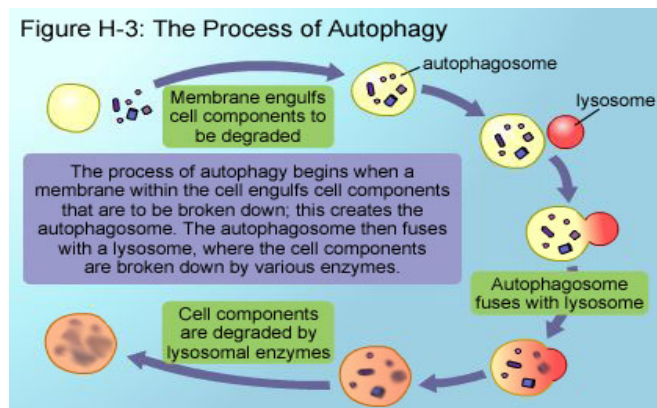 Figure H-3: The Process of Autophagy
autophagosome
lysosome
Membrane engulfs
cell components to
be degraded
The process of autophagy begins when a
membrane within the cell engulfs cell components
that are to be broken down; this creates the
autophagosome. The autophagosome then fuses
with a lysosome, where the cell components
are broken down by various enzymes.
Autophagosome
fuses with lysosome
Cell components
are degraded by
lysosomal enzymes